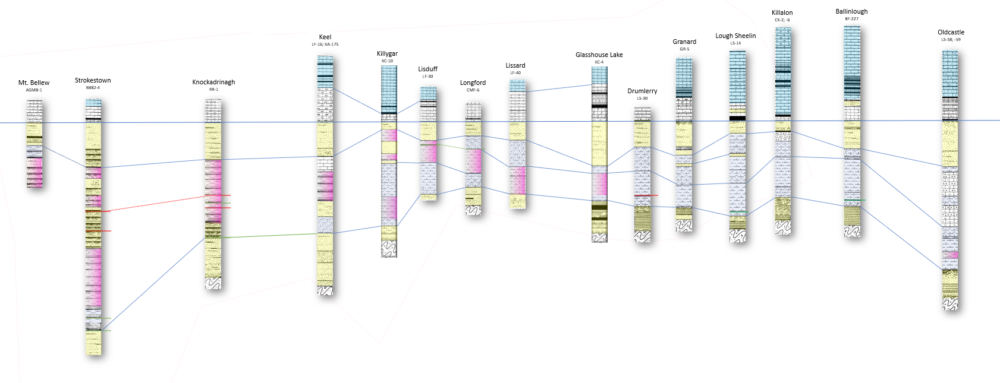 Mt. Bellew
AGMB-1
Strokestown
BB82-4
Knockadrinagh
RR-1
Keel
LF-16; KA-175
Killygar
KC-10
Lisduff
LF-30
Longford
CMF-6
Lissard
LF-40
Glasshouse Lake
KC-4
Drumlerry
LS-30
Granard
GR-5
Lough Sheelin
LS-14
Killalon
CK-2; -6
Ballinlough
BF-227
Oldcastle
LS-58; -59